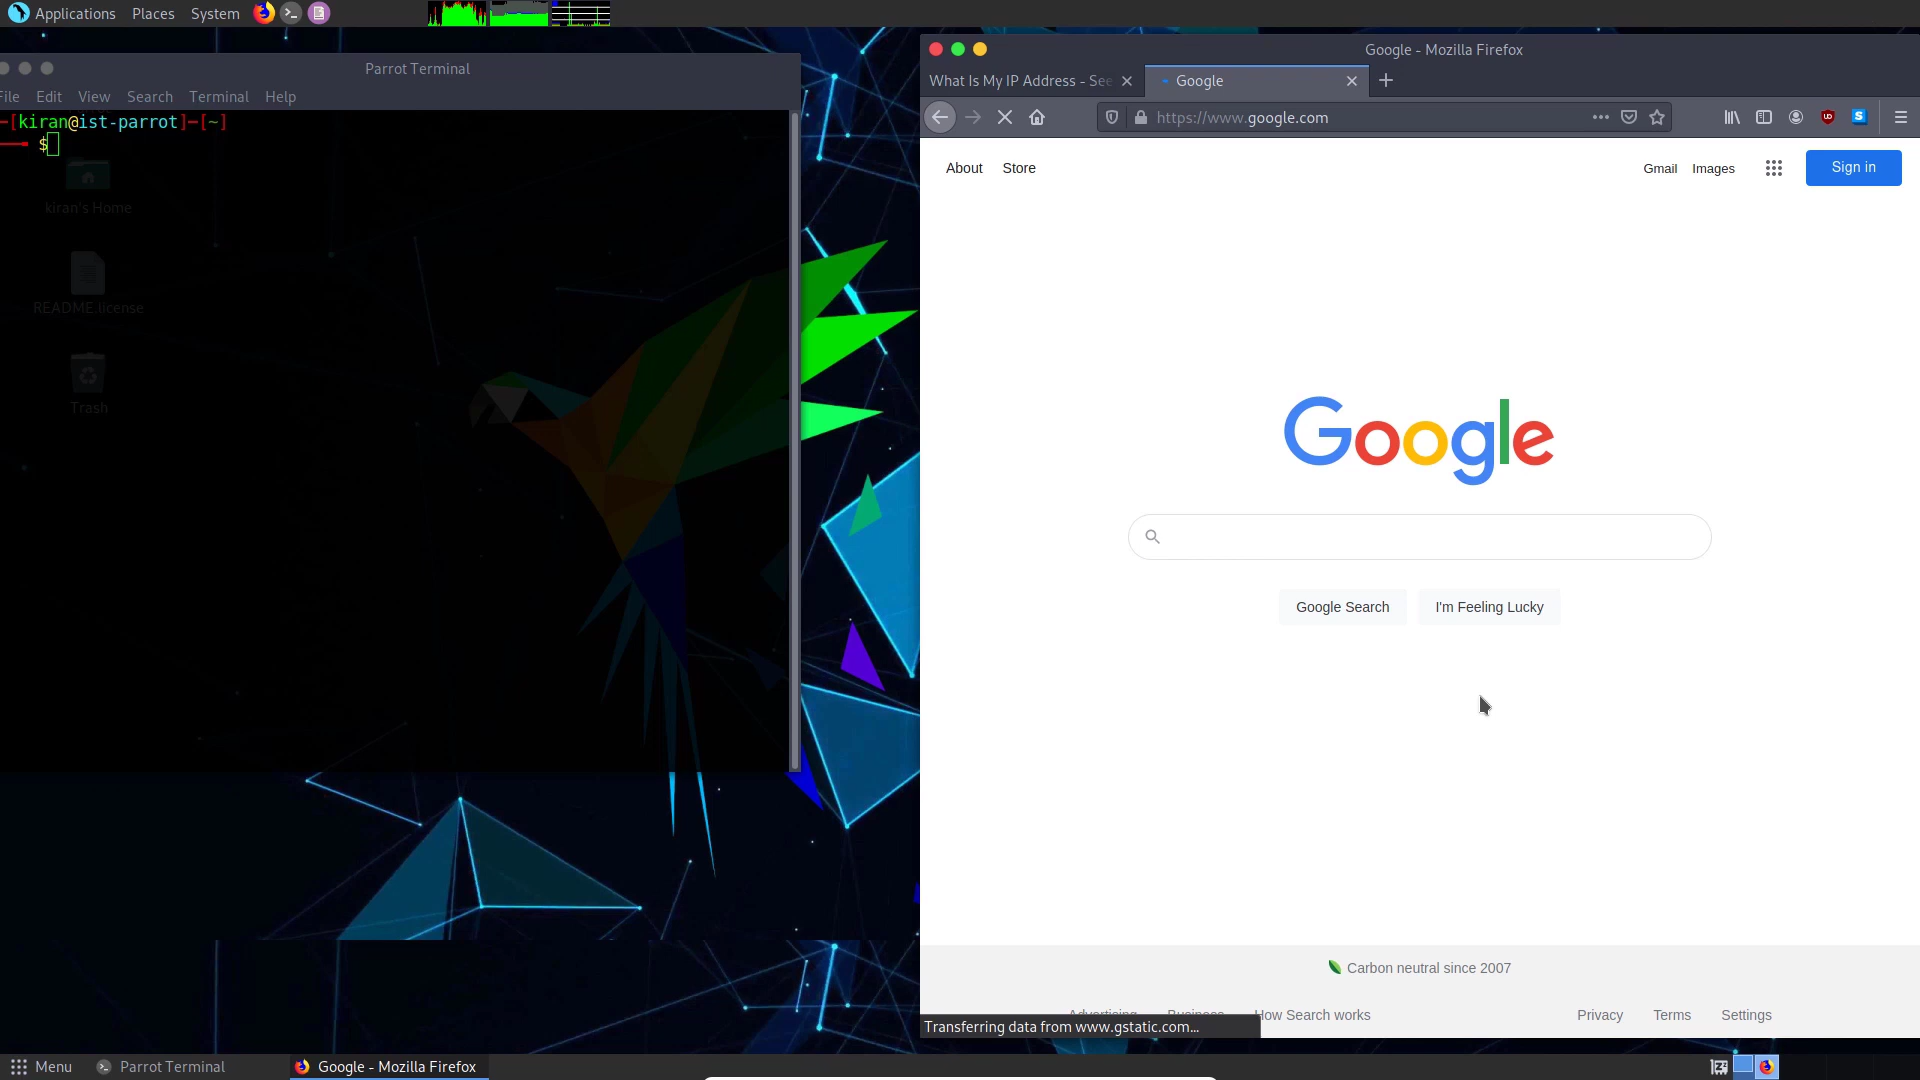 Applications Places System
Parrot Terminal
File Edit View Search Terminal Help
[kiran@ist-parrot]─[~]
$
kiran's Home
README.license
Trash
Google - Mozilla Firefox
What Is My IP Address - See
Google
https://www.google.com
About Store
Gmail Images
Sign in
Google
Google Search I'm Feeling Lucky
Carbon neutral since 2007
Advertising Business How Search works
Privacy Terms Settings
Transferring data from www.gstatic.com...
Menu Parrot Terminal Google - Mozilla Firefox